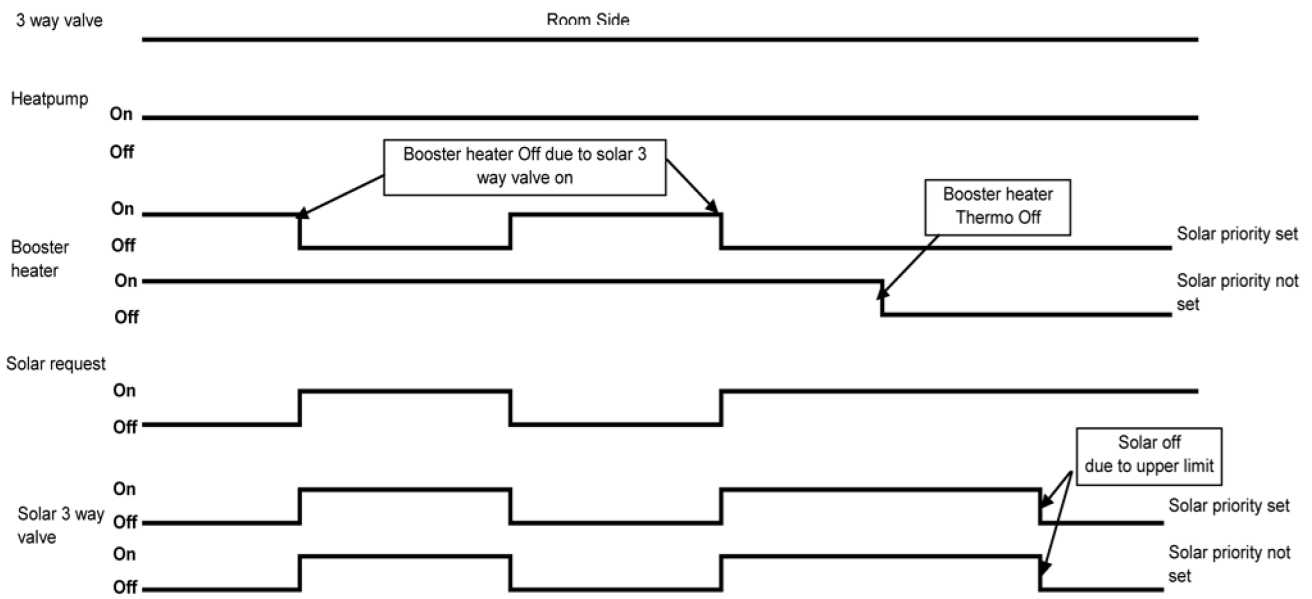 3 way valve
Room Side
Heatpump
On
Off
Booster heater Off due to solar 3
way valve on
Booster heater
Thermo Off
On
Off
Booster
heater
Solar priority set
On
Off
Solar priority not
set
Solar request
On
Off
Solar off
due to upper limit
On
Off
Solar 3 way
valve
Solar priority set
On
Off
Solar priority not
set